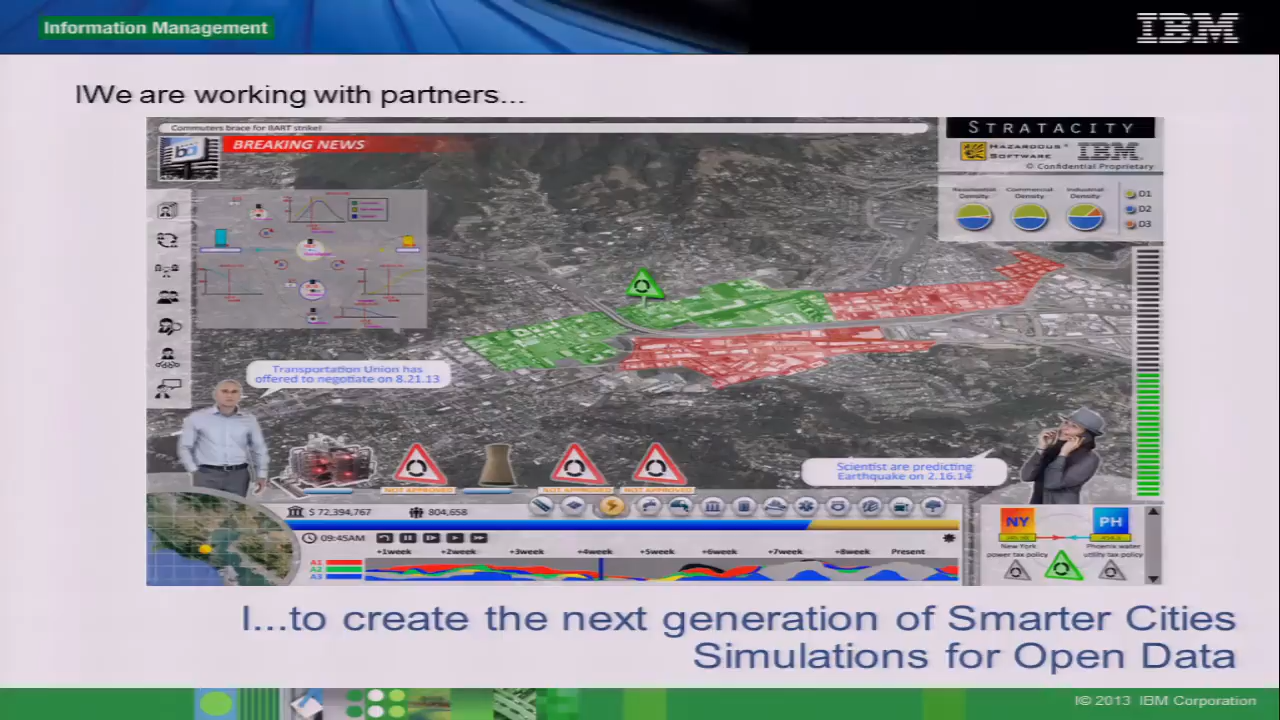 Information Management
IBM
IWe are working with partners...
Commuters brace for BART strike!
BREAKING NEWS
STRATACITY
HAZARDOUS SOFTWARE
IBM
© Confidential Proprietary
Residential Density
Commercial Density
Industrial Density
D1
D2
D3
Transportation Union has
offered to negotiate on 8.21.13
Scientist are predicting
Earthquake on 2.16.14
NOT APPROVED
NOT APPROVED
NOT APPROVED
$ 72,394,767
804,658
09:45AM
+1week
+2week
+3week
+4week
+5week
+6week
+7week
+8week
Present
A1
A2
A3
NY
PH
New York
power tax policy
Phoenix water
utility tax policy
I...to create the next generation of Smarter Cities
Simulations for Open Data
I© 2013 IBM Corporation